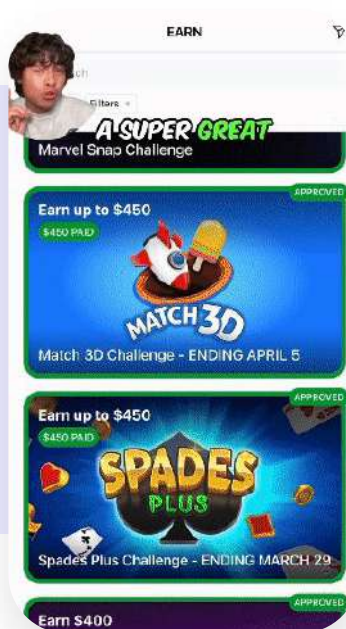 EARN
Filters
A SUPER GREAT
Marvel Snap Challenge
APPROVED
Earn up to $450
$450 PAID
MATCH 3D
Match 3D Challenge - ENDING APRIL 5
APPROVED
Earn up to $450
$450 PAID
SPADES
PLUS
Spades Plus Challenge - ENDING MARCH 29
APPROVED
Earn $400